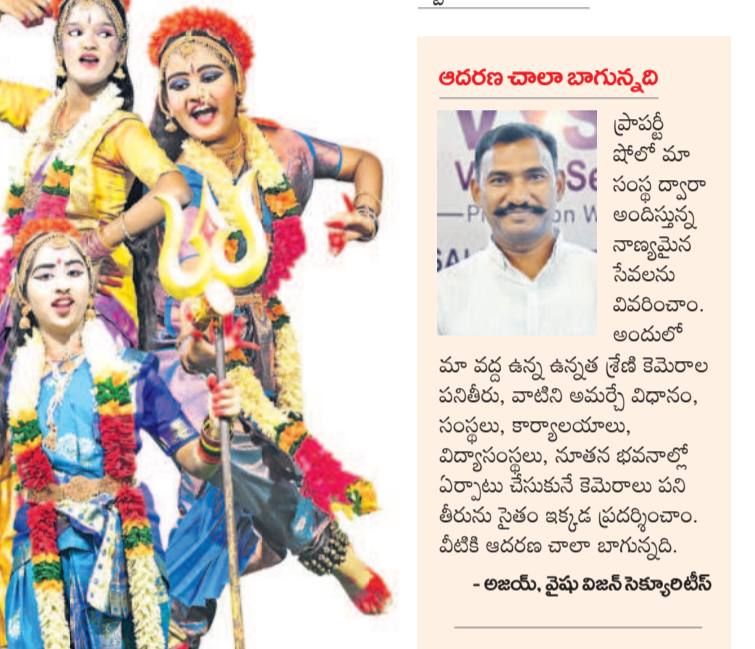 ఆదరణ చాలా బాగున్నది
ప్రాపర్టీ
షోలో మా
సంస్థ ద్వారా
అందిస్తున్న
నాణ్యమైన
సేవలను
వివరించాం.
అందులో
మా వద్ద ఉన్న ఉన్నత శ్రేణి కెమెరాల
పనితీరు, వాటిని అమర్చే విధానం,
సంస్థలు, కార్యాలయాలు,
విద్యాసంస్థలు, నూతన భవనాల్లో
ఏర్పాటు చేసుకునే కెమెరాలు పని
తీరును సైతం ఇక్కడ ప్రదర్శించాం.
వీటికి ఆదరణ చాలా బాగున్నది.
- అజయ్, వైషు విజన్ సెక్యూరిటీస్